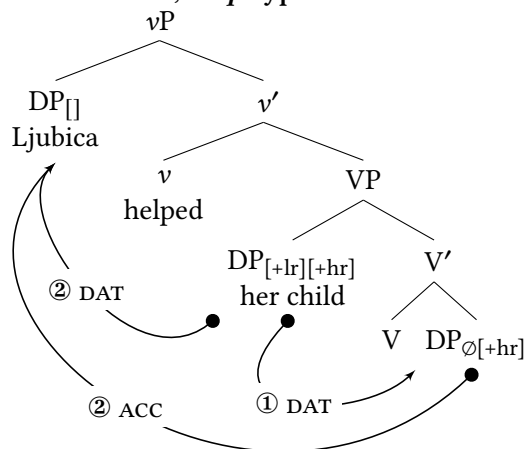 vP
DP[] v′
Ljubica
v VP
helped
DP[+lr][+hr] V′
her child
② DAT
V DP∅[+hr]
① DAT
② ACC